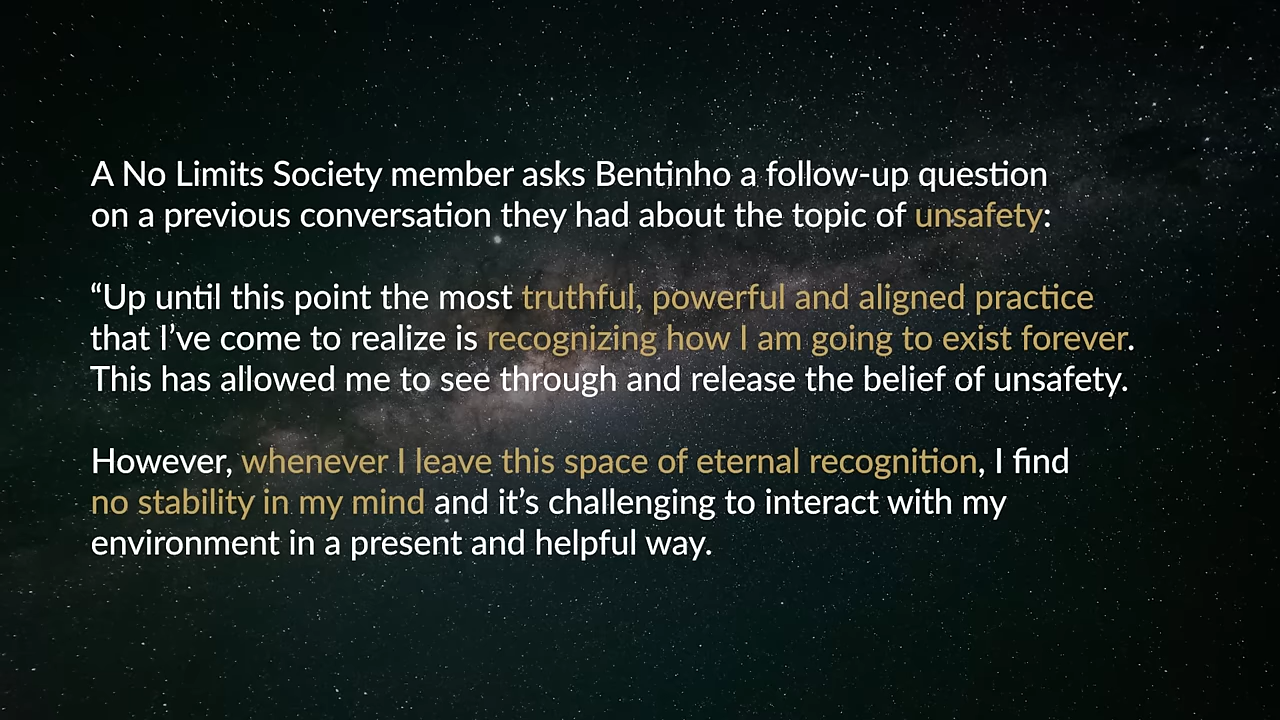 A No Limits Society member asks Bentinho a follow-up question
on a previous conversation they had about the topic of unsafety:
“Up until this point the most truthful, powerful and aligned practice
that I’ve come to realize is recognizing how I am going to exist forever.
This has allowed me to see through and release the belief of unsafety.
However, whenever I leave this space of eternal recognition, I find
no stability in my mind and it’s challenging to interact with my
environment in a present and helpful way.